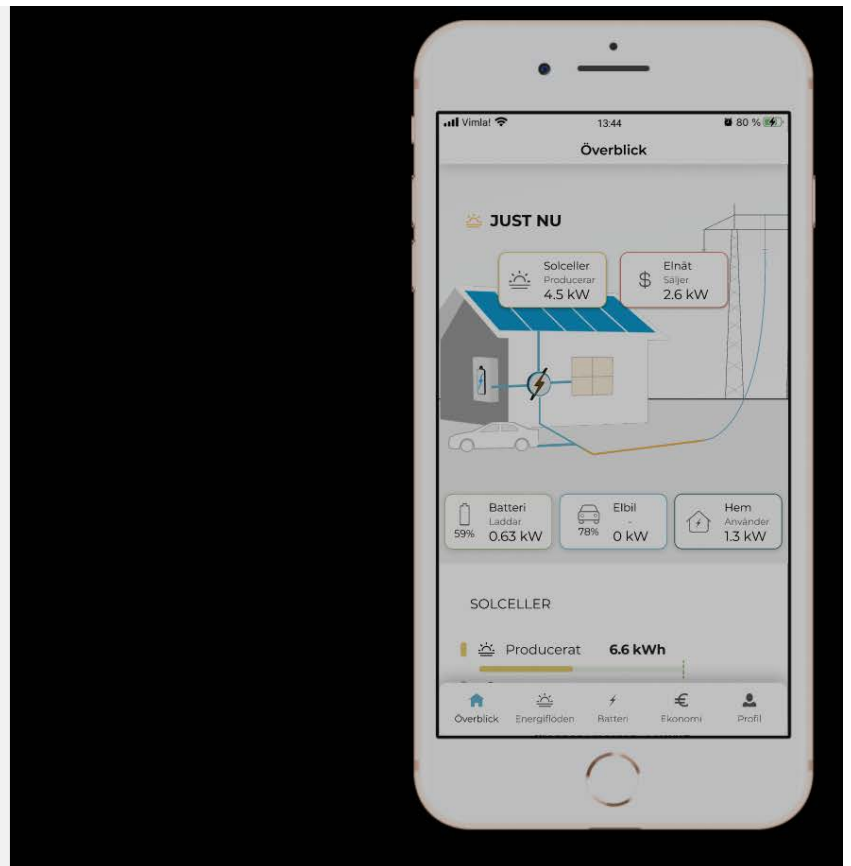 Vimla!
13:44
80 %
Överblick
JUST NU
Solceller
Producerar
4.5 kW
Elnät
Säljer
2.6 kW
Batteri
Laddar
59%
0.63 kW
Elbil
-
78%
0 kW
Hem
Använder
1.3 kW
SOLCELLER
Producerat 6.6 kWh
Överblick Energiflöden Batteri Ekonomi Profil